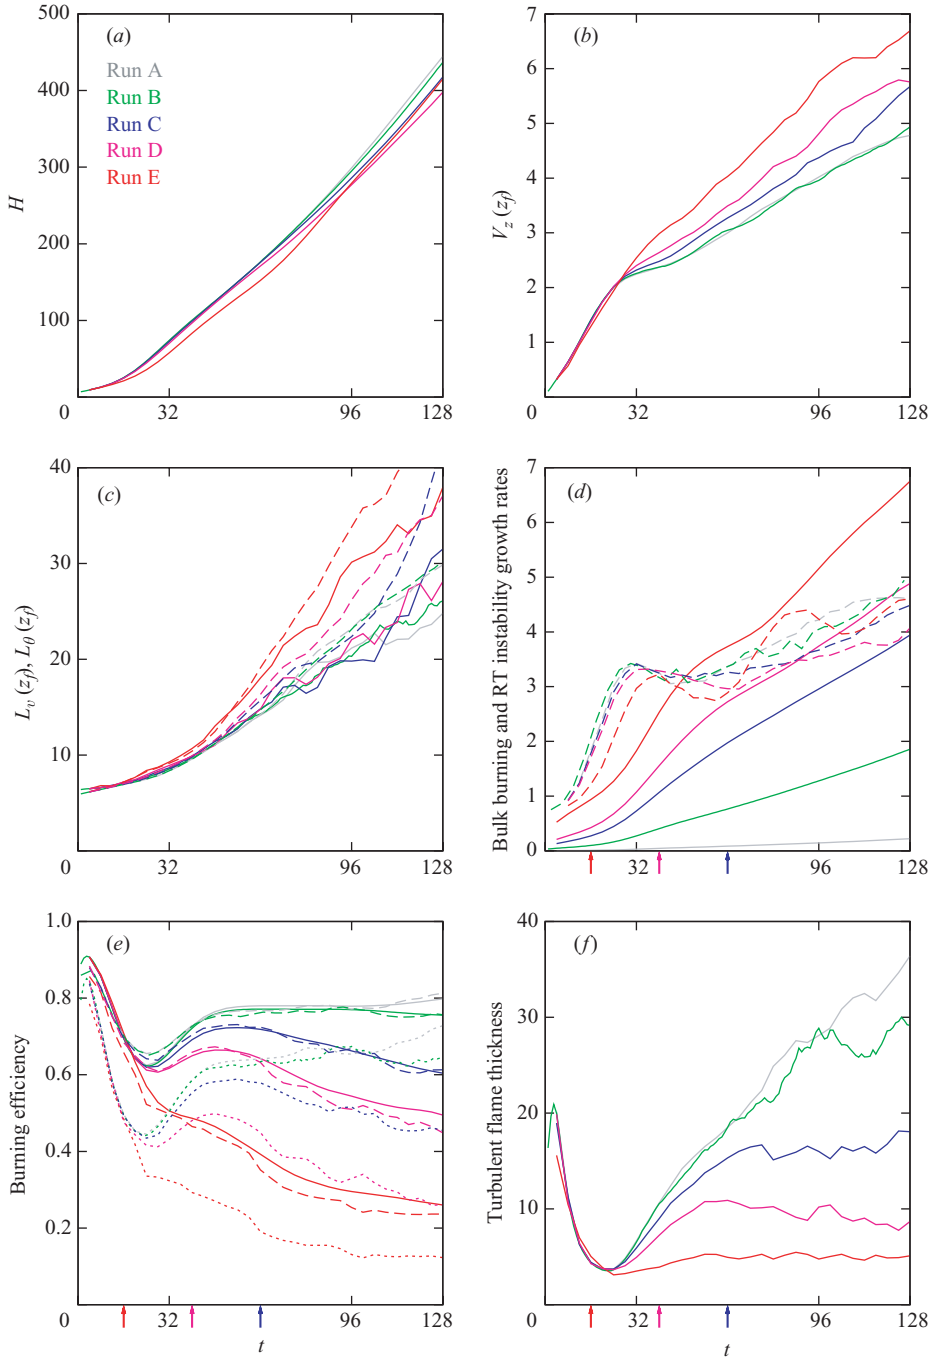 500
400
300
200
100
0
32
96
128
H
(a)
Run A
Run B
Run C
Run D
Run E
7
6
5
4
3
2
1
0
32
96
128
V_z (z_f)
(b)
40
30
20
10
0
32
96
128
L_v (z_f), L_θ (z_f)
(c)
7
6
5
4
3
2
1
0
32
96
128
Bulk burning and RT instability growth rates
(d)
1.0
0.8
0.6
0.4
0.2
0
32
96
128
Burning efficiency
t
(e)
40
30
20
10
0
32
96
128
Turbulent flame thickness
t
(f)